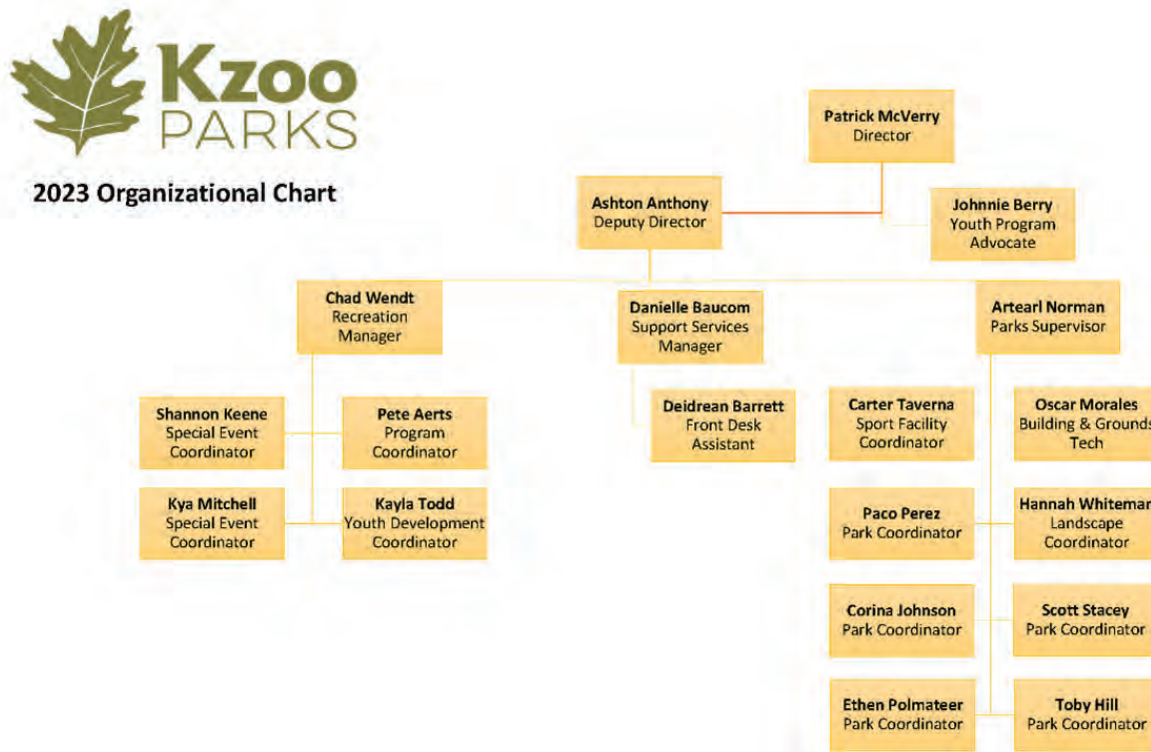 Kzoo
PARKS
2023 Organizational Chart
Patrick McVerry
Director
Ashton Anthony
Deputy Director
Johnnie Berry
Youth Program
Advocate
Chad Wendt
Recreation
Manager
Danielle Baucom
Support Services
Manager
Artearl Norman
Parks Supervisor
Shannon Keene
Special Event
Coordinator
Pete Aerts
Program
Coordinator
Kya Mitchell
Special Event
Coordinator
Kayla Todd
Youth Development
Coordinator
Deidrean Barrett
Front Desk
Assistant
Carter Taverna
Sport Facility
Coordinator
Oscar Morales
Building & Grounds
Tech
Paco Perez
Park Coordinator
Hannah Whiteman
Landscape
Coordinator
Corina Johnson
Park Coordinator
Scott Stacey
Park Coordinator
Ethen Polmateer
Park Coordinator
Toby Hill
Park Coordinator